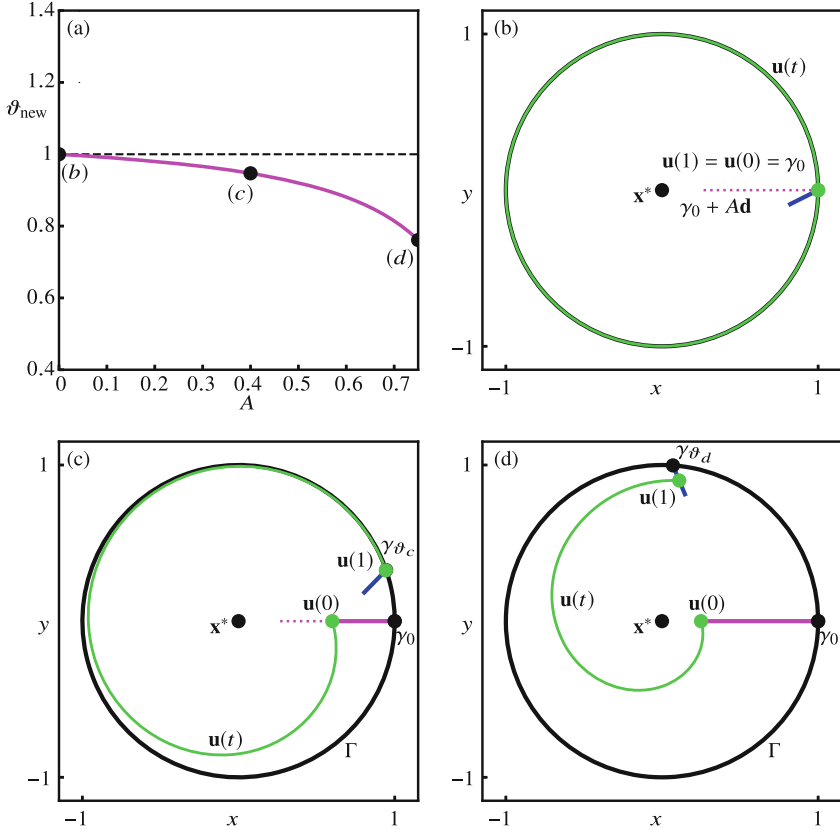 (a)
1.4
1.2
ϑnew
1
0.8
0.6
0.4
(b)
(c)
(d)
0 0.1 0.2 0.3 0.4 0.5 0.6 0.7
A
(b)
1
u(t)
u(1) = u(0) = γ0
y
x*
γ0 + Ad
−1
−1 x 1
(c)
1
γϑc
u(1)
u(0)
y
x*
γ0
u(t)
Γ
−1
−1 x 1
(d)
1
γϑd
u(1)
u(t)
u(0)
y
x*
γ0
Γ
−1
−1 x 1